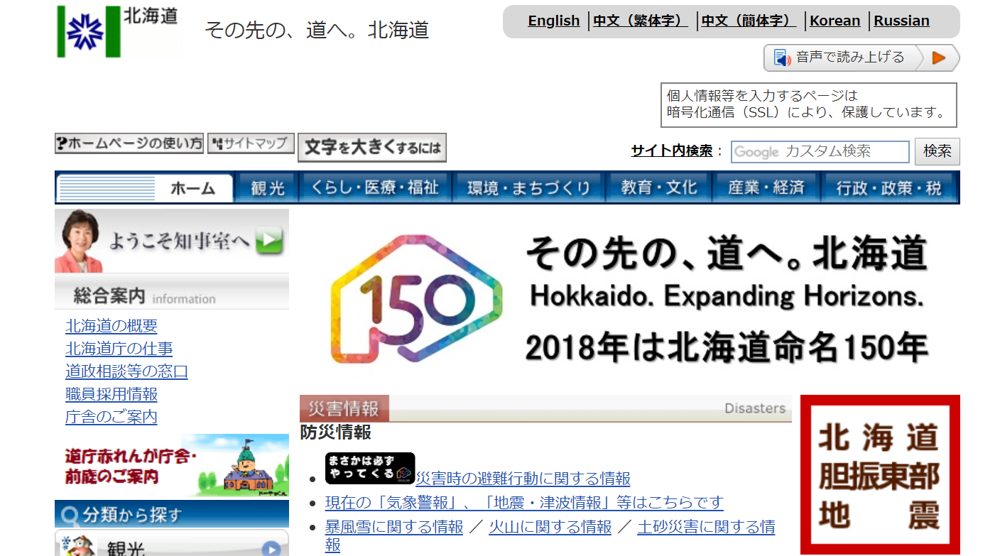 北海道
その先の、道へ。北海道
English 中文（繁体字） 中文（簡体字） Korean Russian
音声で読み上げる
個人情報等を入力するページは
暗号化通信（SSL）により、保護しています。
?ホームページの使い方 サイトマップ 文字を大きくするには
サイト内検索： Google カスタム検索 検索
ホーム 観光 くらし・医療・福祉 環境・まちづくり 教育・文化 産業・経済 行政・政策・税
ようこそ知事室へ
総合案内 information
北海道の概要
北海道庁の仕事
道政相談等の窓口
職員採用情報
庁舎のご案内
道庁赤れんが庁舎・
前庭のご案内
分類から探す
観光
150
その先の、道へ。北海道
Hokkaido. Expanding Horizons.
2018年は北海道命名150年
災害情報 Disasters
防災情報
まさかは必ず
やってくる
災害時の避難行動に関する情報
現在の「気象警報」、「地震・津波情報」等はこちらです
暴風雪に関する情報 ／ 火山に関する情報 ／ 土砂災害に関する情
報
北海道
胆振東部
地震